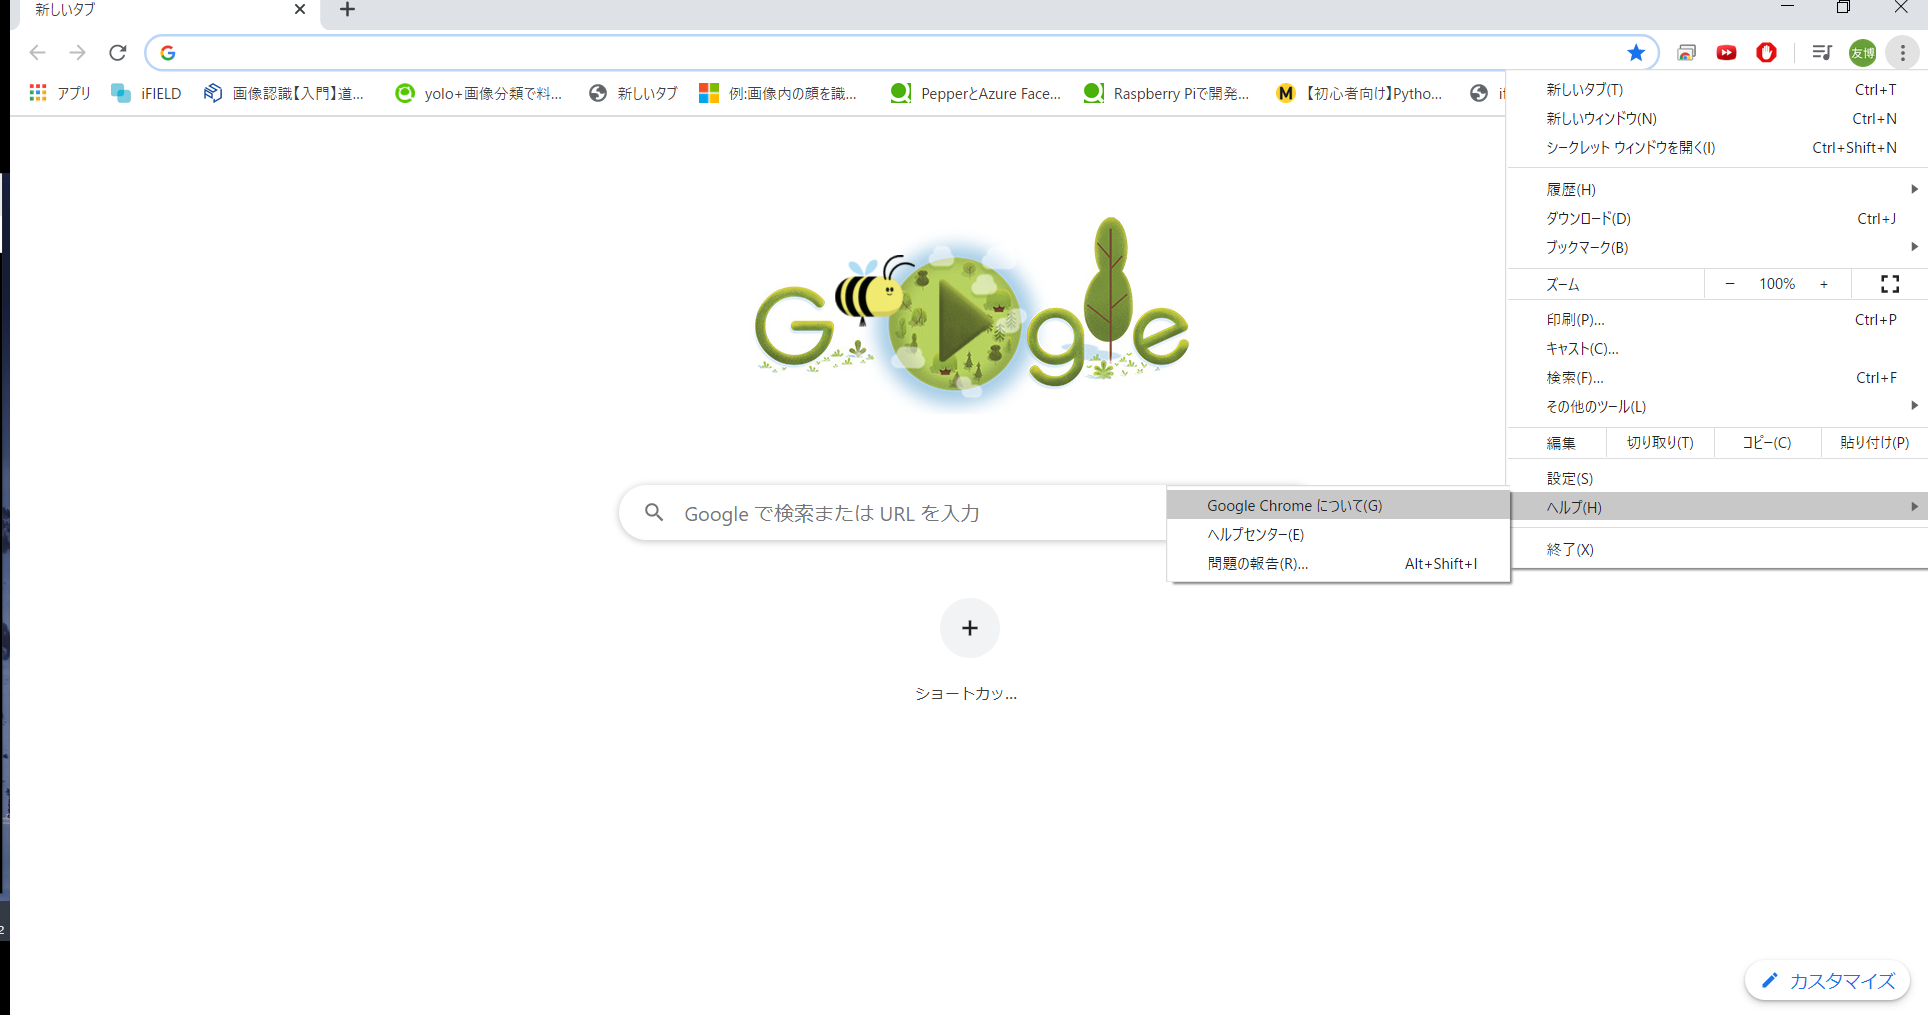 新しいタブ
友博
アプリ
iFIELD
画像認識【入門】道...
yolo+画像分類で料...
新しいタブ
例:画像内の顔を識...
PepperとAzure Face...
Raspberry Piで開発...
M
【初心者向け】Pytho...
if
新しいタブ(T) Ctrl+T
新しいウィンドウ(N) Ctrl+N
シークレット ウィンドウを開く(I) Ctrl+Shift+N
履歴(H)
ダウンロード(D) Ctrl+J
ブックマーク(B)
ズーム − 100% +
印刷(P)... Ctrl+P
キャスト(C)...
検索(F)... Ctrl+F
その他のツール(L)
編集 切り取り(T) コピー(C) 貼り付け(P)
設定(S)
ヘルプ(H)
終了(X)
Google Chrome について(G)
ヘルプセンター(E)
問題の報告(R)... Alt+Shift+I
Google
Google で検索または URL を入力
ショートカッ...
2
カスタマイズ